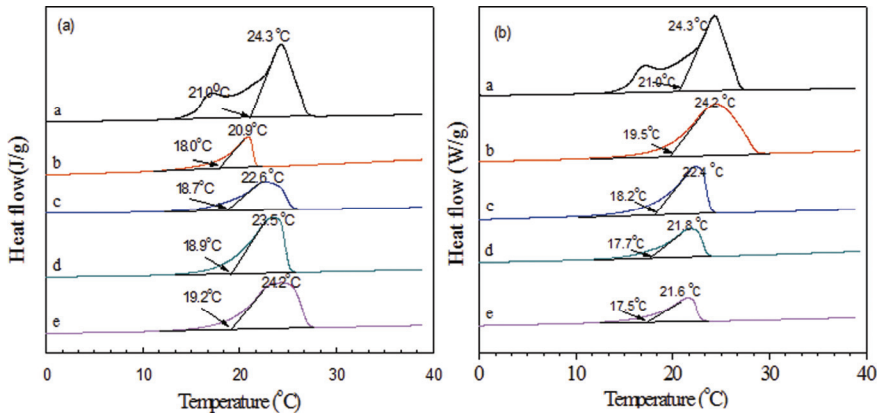 (a)
24.3°C
21.0°C
a
20.9°C
18.0°C
b
22.6°C
18.7°C
c
23.5°C
18.9°C
d
24.2°C
19.2°C
e
Heat flow(J/g)
0 10 20 30 40
Temperature(°C)
(b)
24.3°C
21.0°C
a
24.2°C
19.5°C
b
22.4°C
18.2°C
c
21.8°C
17.7°C
d
21.6°C
17.5°C
e
Heat flow (W/g)
0 10 20 30 40
Temperature (°C)